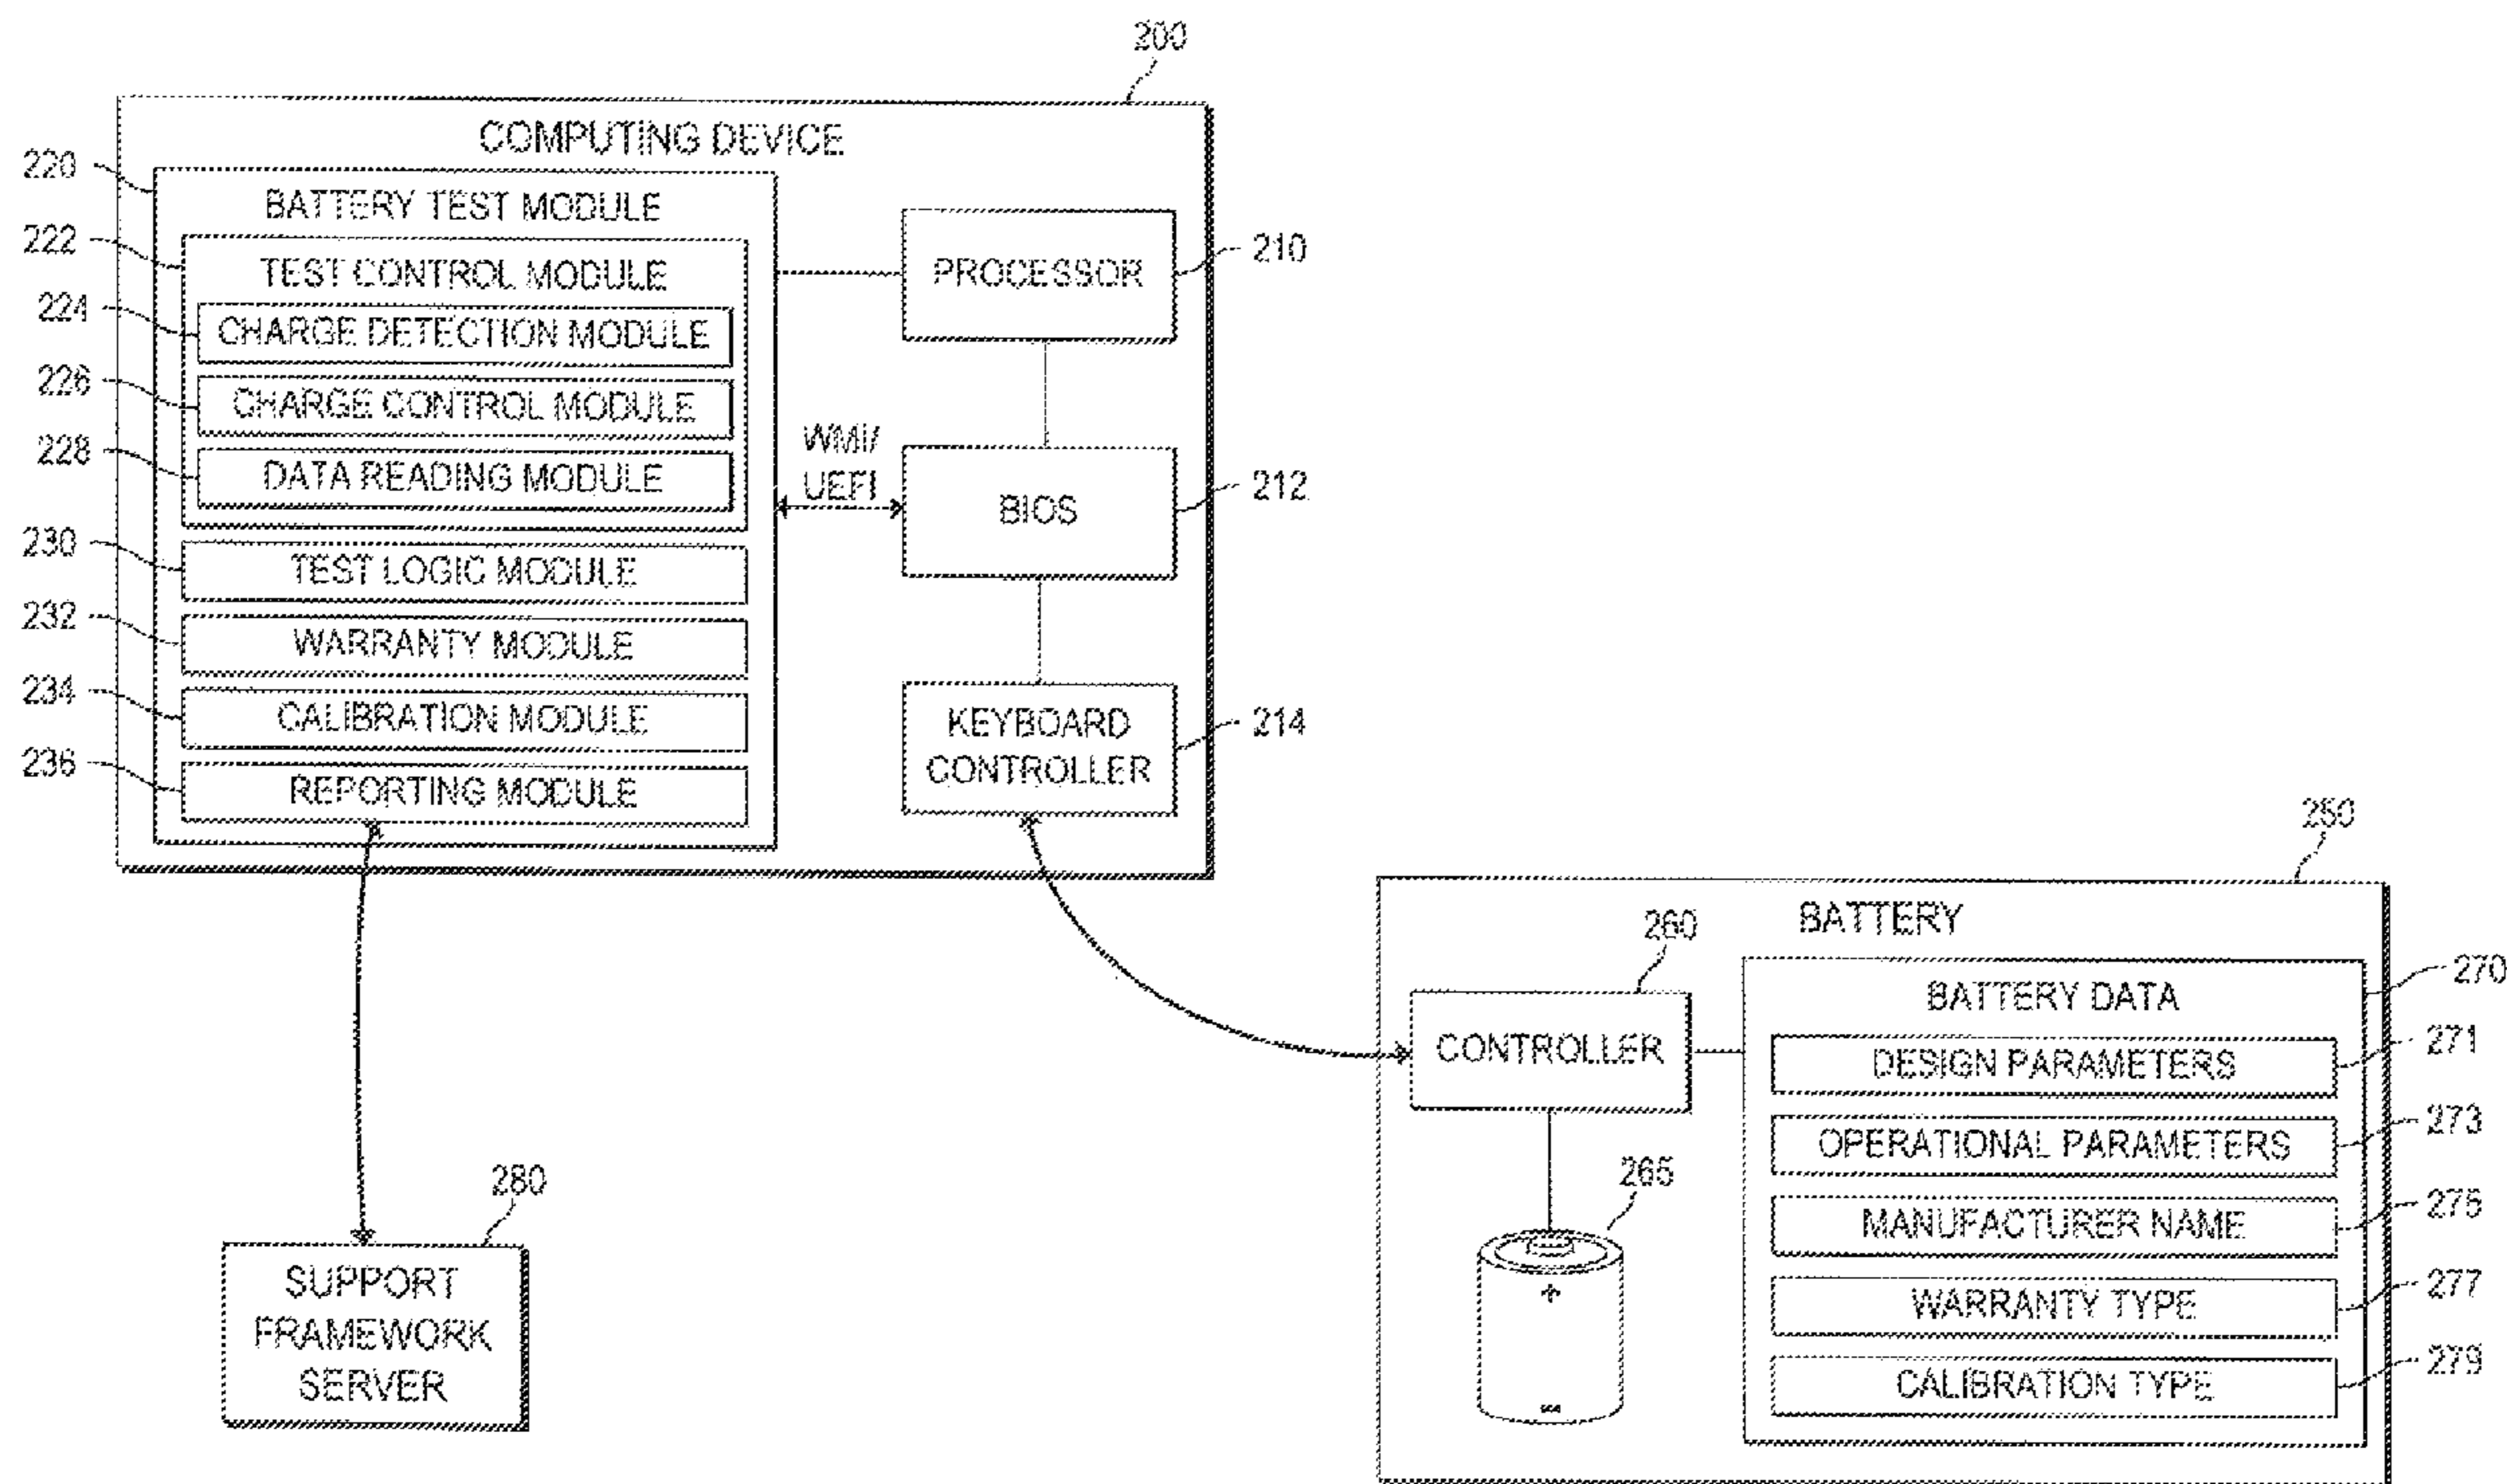 200
COMPUTING DEVICE
220
BATTERY TEST MODULE
222
TEST CONTROL MODULE
224
CHARGE DETECTION MODULE
226
CHARGE CONTROL MODULE
228
DATA READING MODULE
230
TEST LOGIC MODULE
232
WARRANTY MODULE
234
CALIBRATION MODULE
236
REPORTING MODULE
PROCESSOR
210
WMI/
UEFI
BIOS
212
KEYBOARD
CONTROLLER
214
250
BATTERY
260
CONTROLLER
265
+
-
270
BATTERY DATA
271
DESIGN PARAMETERS
273
OPERATIONAL PARAMETERS
275
MANUFACTURER NAME
277
WARRANTY TYPE
279
CALIBRATION TYPE
280
SUPPORT
FRAMEWORK
SERVER